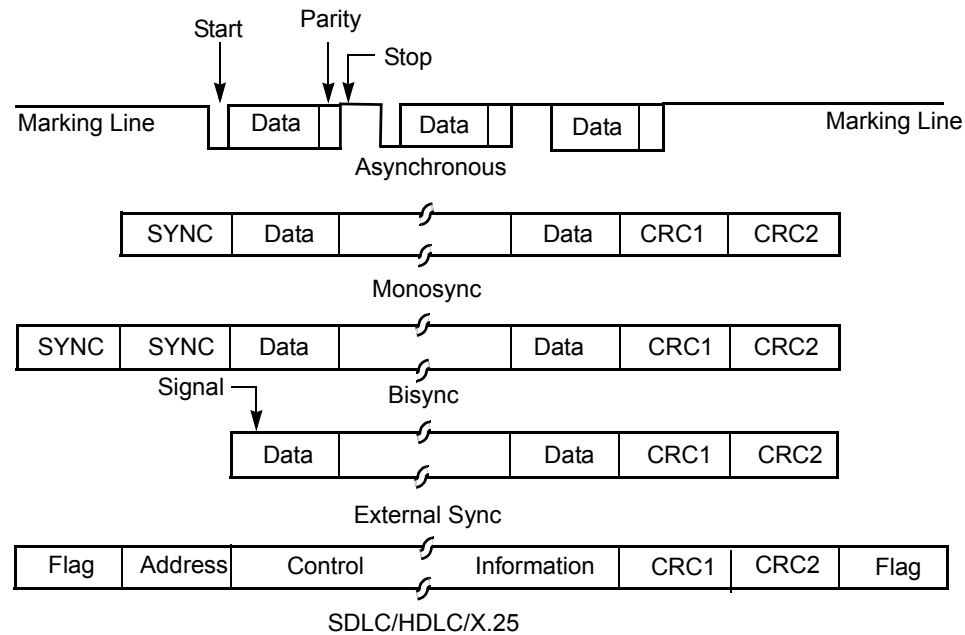 Start
Parity
Stop
Marking Line
Data
Data
Data
Marking Line
Asynchronous
SYNC Data Data CRC1 CRC2
Monosync
SYNC SYNC Data Data CRC1 CRC2
Signal
Bisync
Data Data CRC1 CRC2
External Sync
Flag Address Control Information CRC1 CRC2 Flag
SDLC/HDLC/X.25